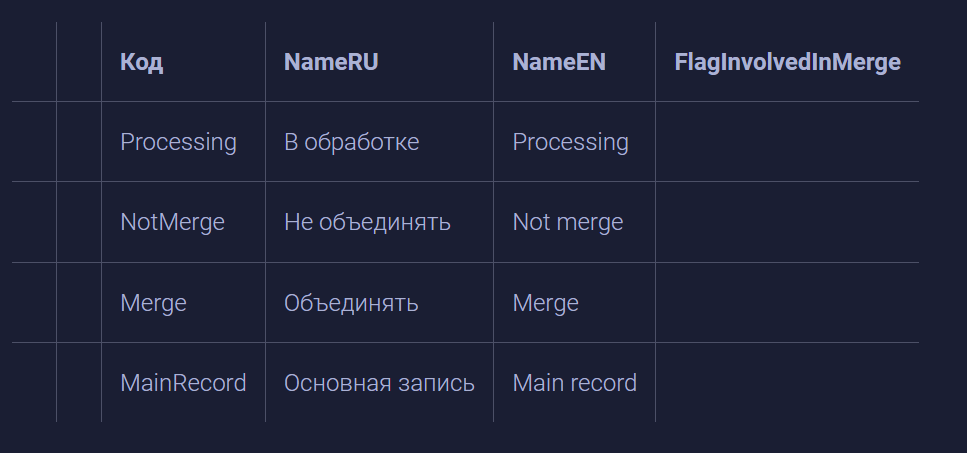 Код NameRU NameEN FlagInvolvedInMerge
Processing В обработке Processing
NotMerge Не объединять Not merge
Merge Объединять Merge
MainRecord Основная запись Main record